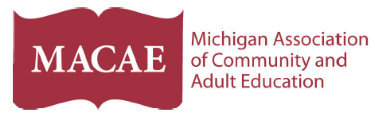 MACAE
Michigan Association
of Community and
Adult Education